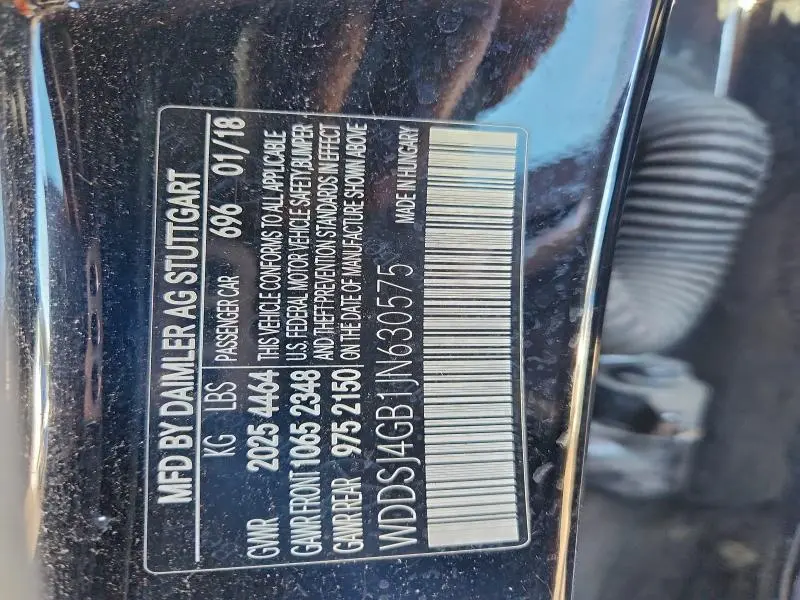 MFD BY DAIMLER AG STUTTGART
KG LBS PASSENGER CAR 696 01/18
GVWR 2025 4464 THIS VEHICLE CONFORMS TO ALL APPLICABLE
GAWR FRONT 1065 2348 U.S. FEDERAL MOTOR VEHICLE SAFETY, BUMPER
AND THEFT PREVENTION STANDARDS IN EFFECT
GAWR REAR 975 2150 ON THE DATE OF MANUFACTURE SHOWN ABOVE
WDDSJ4GB1JN630575 MADE IN HUNGARY